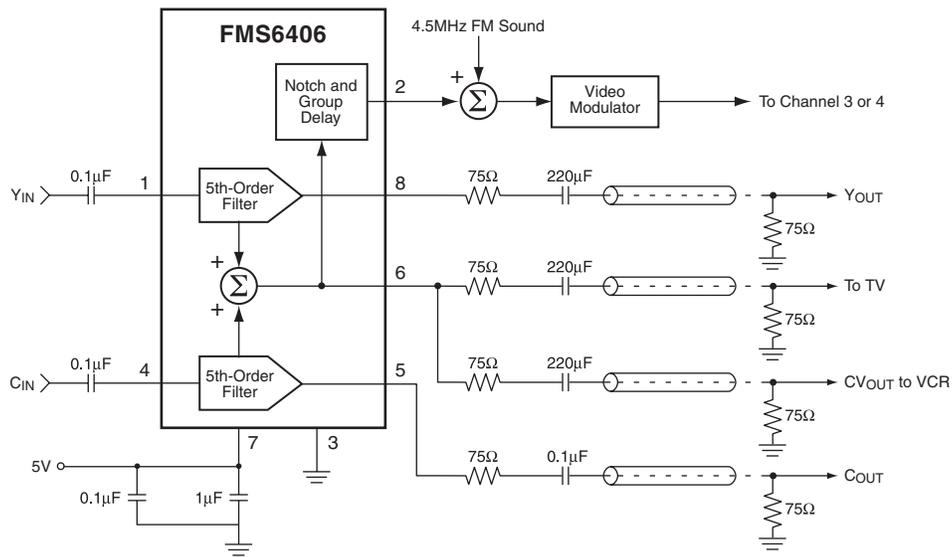 FMS6406
4.5MHz FM Sound
Notch and
Group
Delay
2
+
Σ
Video
Modulator
To Channel 3 or 4
YIN
0.1µF
1
5th-Order
Filter
8
75Ω
220µF
YOUT
75Ω
+
Σ
+
6
75Ω
220µF
To TV
75Ω
CIN
0.1µF
4
5th-Order
Filter
5
75Ω
220µF
CVOUT to VCR
75Ω
7
3
5V
0.1µF
1µF
75Ω
0.1µF
COUT
75Ω